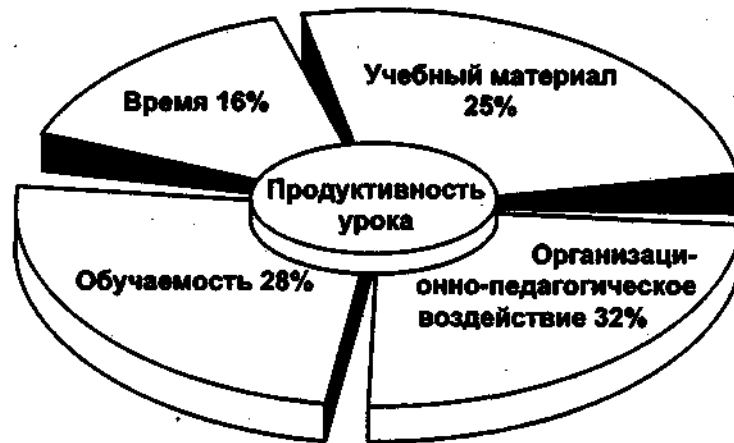 Время 16%
Учебный материал
25%
Продуктивность
урока
Обучаемость 28%
Организаци-
онно-педагогическое
воздействие 32%